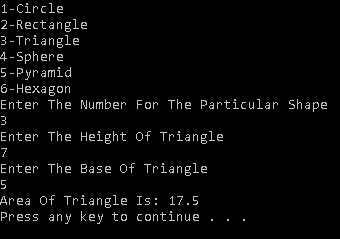 1-Circle
2-Rectangle
3-Triangle
4-Sphere
5-Pyramid
6-Hexagon
Enter The Number For The Particular Shape
3
Enter The Height Of Triangle
7
Enter The Base Of Triangle
5
Area Of Triangle Is: 17.5
Press any key to continue . . .